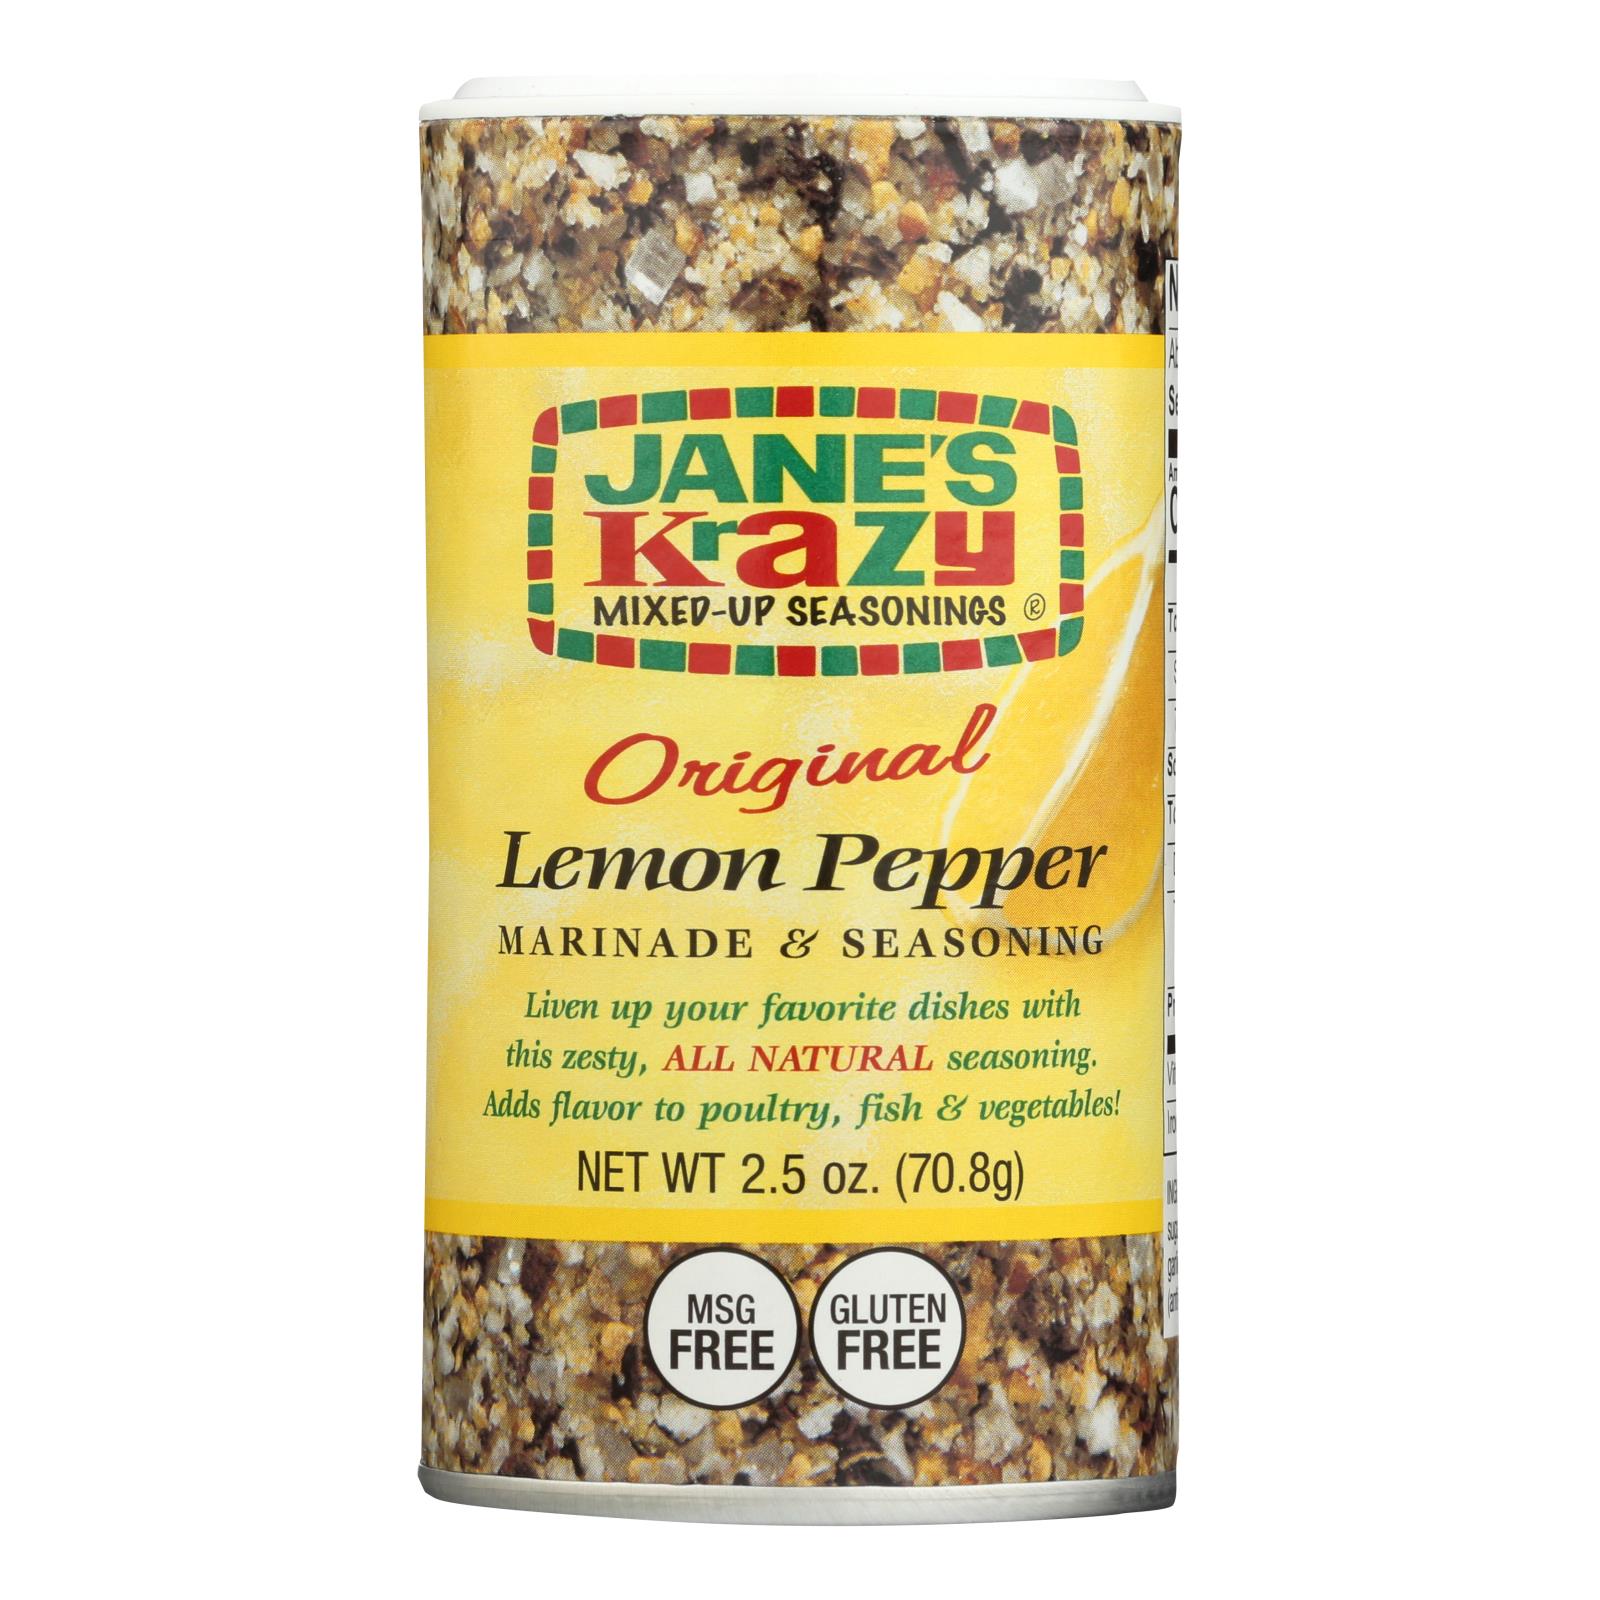 JANE'S
Krazy
MIXED-UP SEASONINGS ®
Original
Lemon Pepper
MARINADE & SEASONING
Liven up your favorite dishes with
this zesty, ALL NATURAL seasoning.
Adds flavor to poultry, fish & vegetables!
NET WT 2.5 oz. (70.8g)
MSG
FREE
GLUTEN
FREE